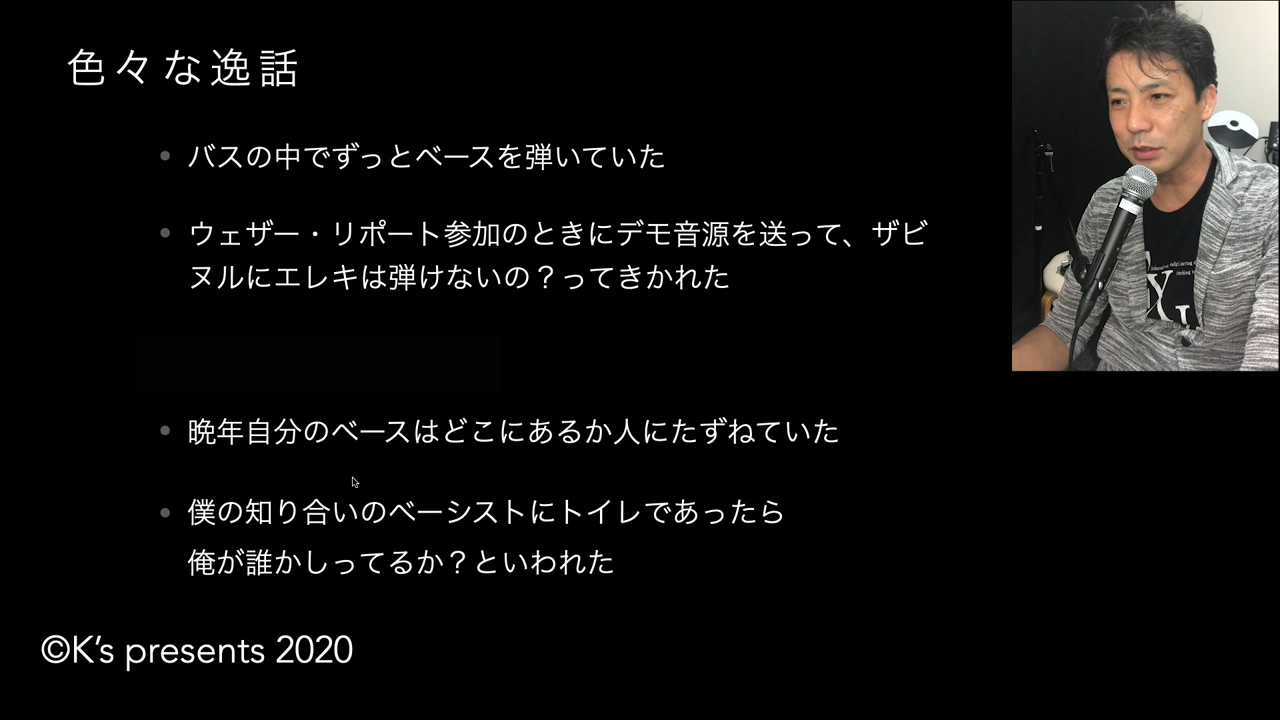 色々な逸話
バスの中でずっとベースを弾いていた
ウェザー・リポート参加のときにデモ音源を送って、ザビ
ヌルにエレキは弾けないの？ってきかれた
晩年自分のベースはどこにあるか人にたずねていた
僕の知り合いのベーシストにトイレであったら
俺が誰かしってるか？といわれた
©K's presents 2020